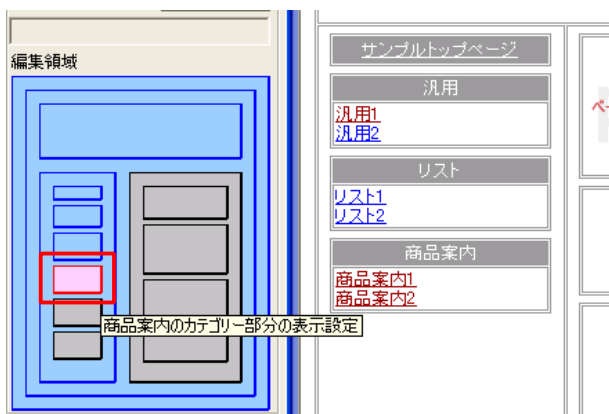 編集領域
サンプルトップページ
汎用
汎用1
汎用2
リスト
リスト1
リスト2
商品案内
商品案内1
商品案内2
商品案内のカテゴリー部分の表示設定